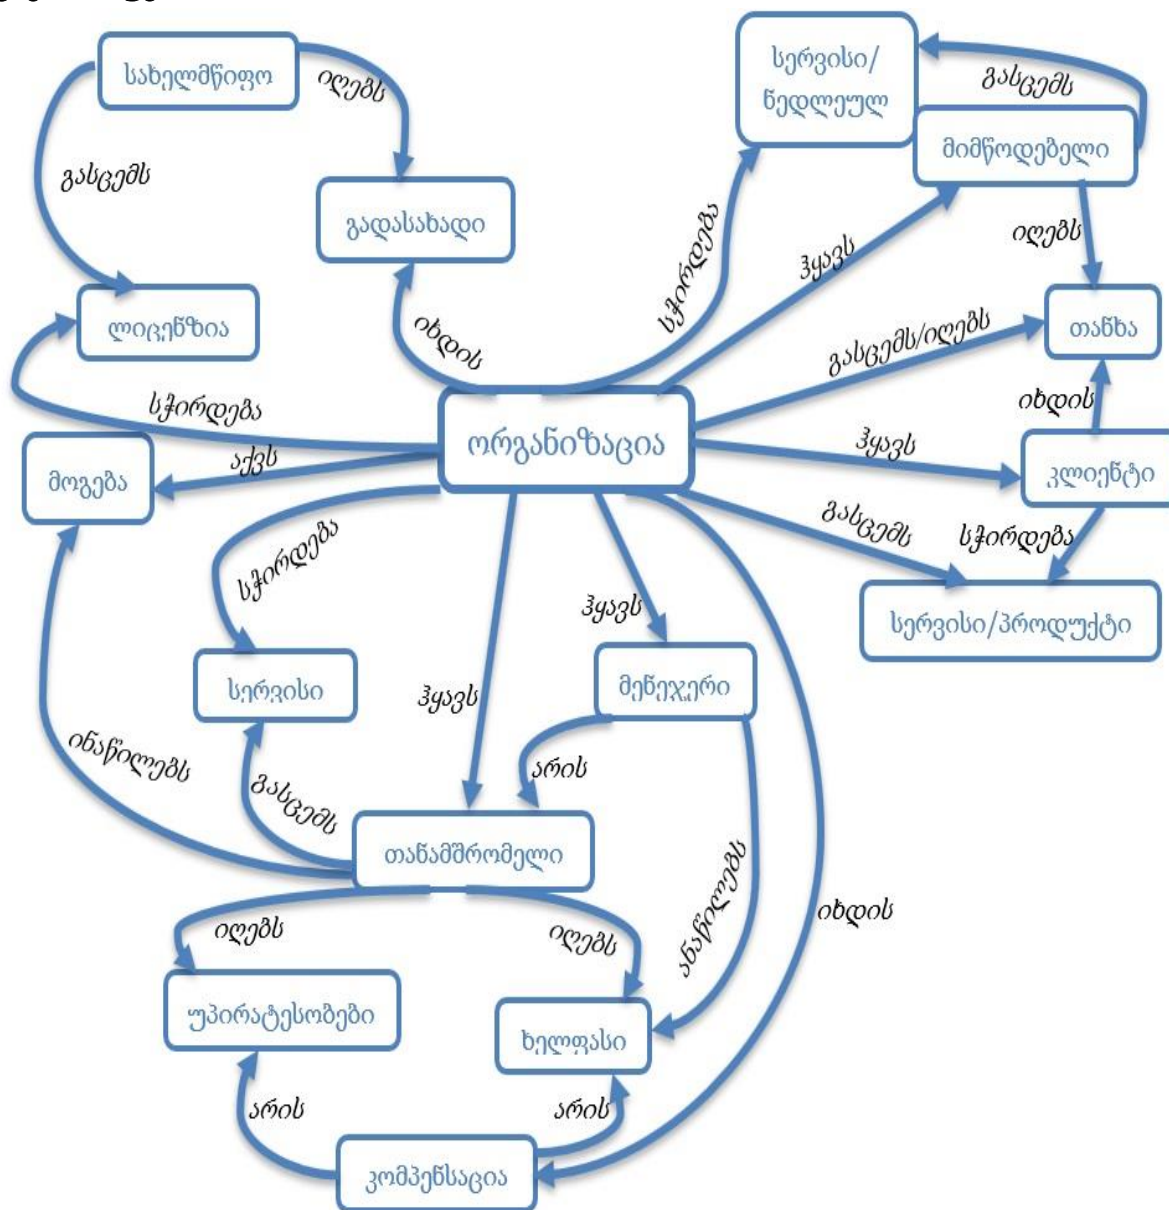 სახელმწიფო
იღებს
სერვისი/
ნედლეულ
გასცემს
მიმწოდებელი
გასცემს
გადასახადი
სჭირდება
ჰყავს
იღებს
ლიცენზია
იხდის
გასცემს/იღებს
თანხა
სჭირდება
იხდის
ორგანიზაცია
მოგება
აქვს
ჰყავს
კლიენტი
გასცემს
სჭირდება
სჭირდება
ჰყავს
სერვისი/პროდუქტი
სერვისი
ჰყავს
მენეჯერი
ინაწილებს
გასცემს
არის
თანამშრომელი
ანაწილებს
იხდის
იღებს
იღებს
უპირატესობები
ხელფასი
არის
არის
კომპენსაცია